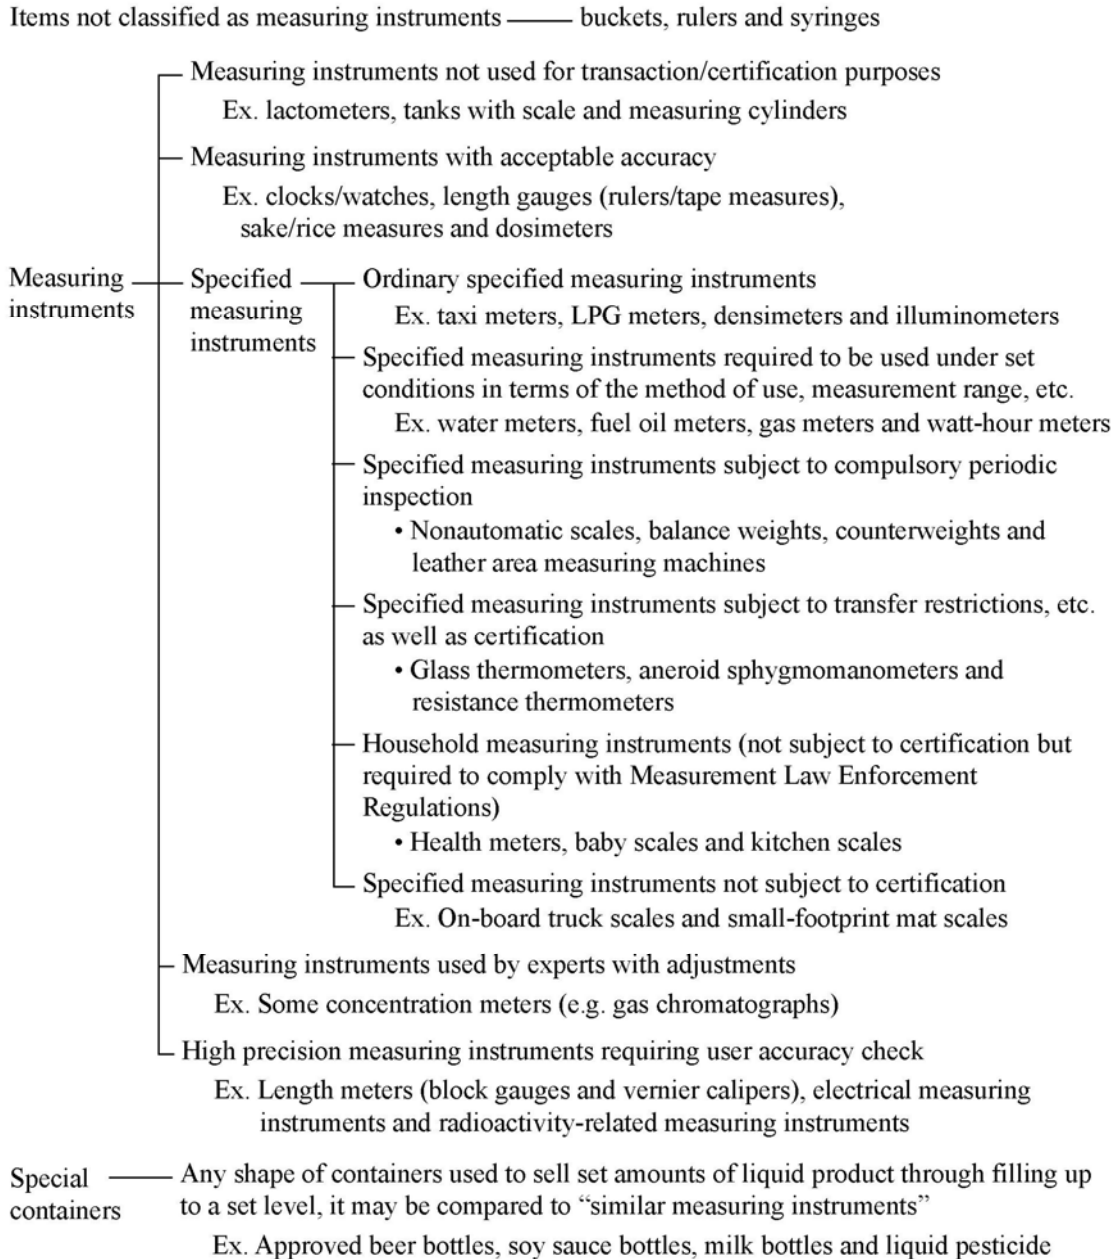 Items not classified as measuring instruments buckets, rulers and syringes
Measuring instruments not used for transaction/certification purposes
Ex. lactometers, tanks with scale and measuring cylinders
Measuring instruments with acceptable accuracy
Ex. clocks/watches, length gauges (rulers/tape measures),
sake/rice measures and dosimeters
Measuring
instruments
Specified
measuring
instruments
Ordinary specified measuring instruments
Ex. taxi meters, LPG meters, densimeters and illuminometers
Specified measuring instruments required to be used under set
conditions in terms of the method of use, measurement range, etc.
Ex. water meters, fuel oil meters, gas meters and watt-hour meters
Specified measuring instruments subject to compulsory periodic
inspection
• Nonautomatic scales, balance weights, counterweights and
leather area measuring machines
Specified measuring instruments subject to transfer restrictions, etc.
as well as certification
• Glass thermometers, aneroid sphygmomanometers and
resistance thermometers
Household measuring instruments (not subject to certification but
required to comply with Measurement Law Enforcement
Regulations)
• Health meters, baby scales and kitchen scales
Specified measuring instruments not subject to certification
Ex. On-board truck scales and small-footprint mat scales
Measuring instruments used by experts with adjustments
Ex. Some concentration meters (e.g. gas chromatographs)
High precision measuring instruments requiring user accuracy check
Ex. Length meters (block gauges and vernier calipers), electrical measuring
instruments and radioactivity-related measuring instruments
Special
containers
Any shape of containers used to sell set amounts of liquid product through filling up
to a set level, it may be compared to “similar measuring instruments”
Ex. Approved beer bottles, soy sauce bottles, milk bottles and liquid pesticide